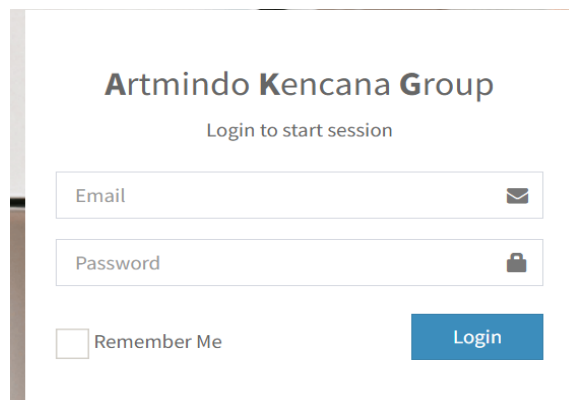 Artmindo Kencana Group
Login to start session
Email
Password
Remember Me
Login